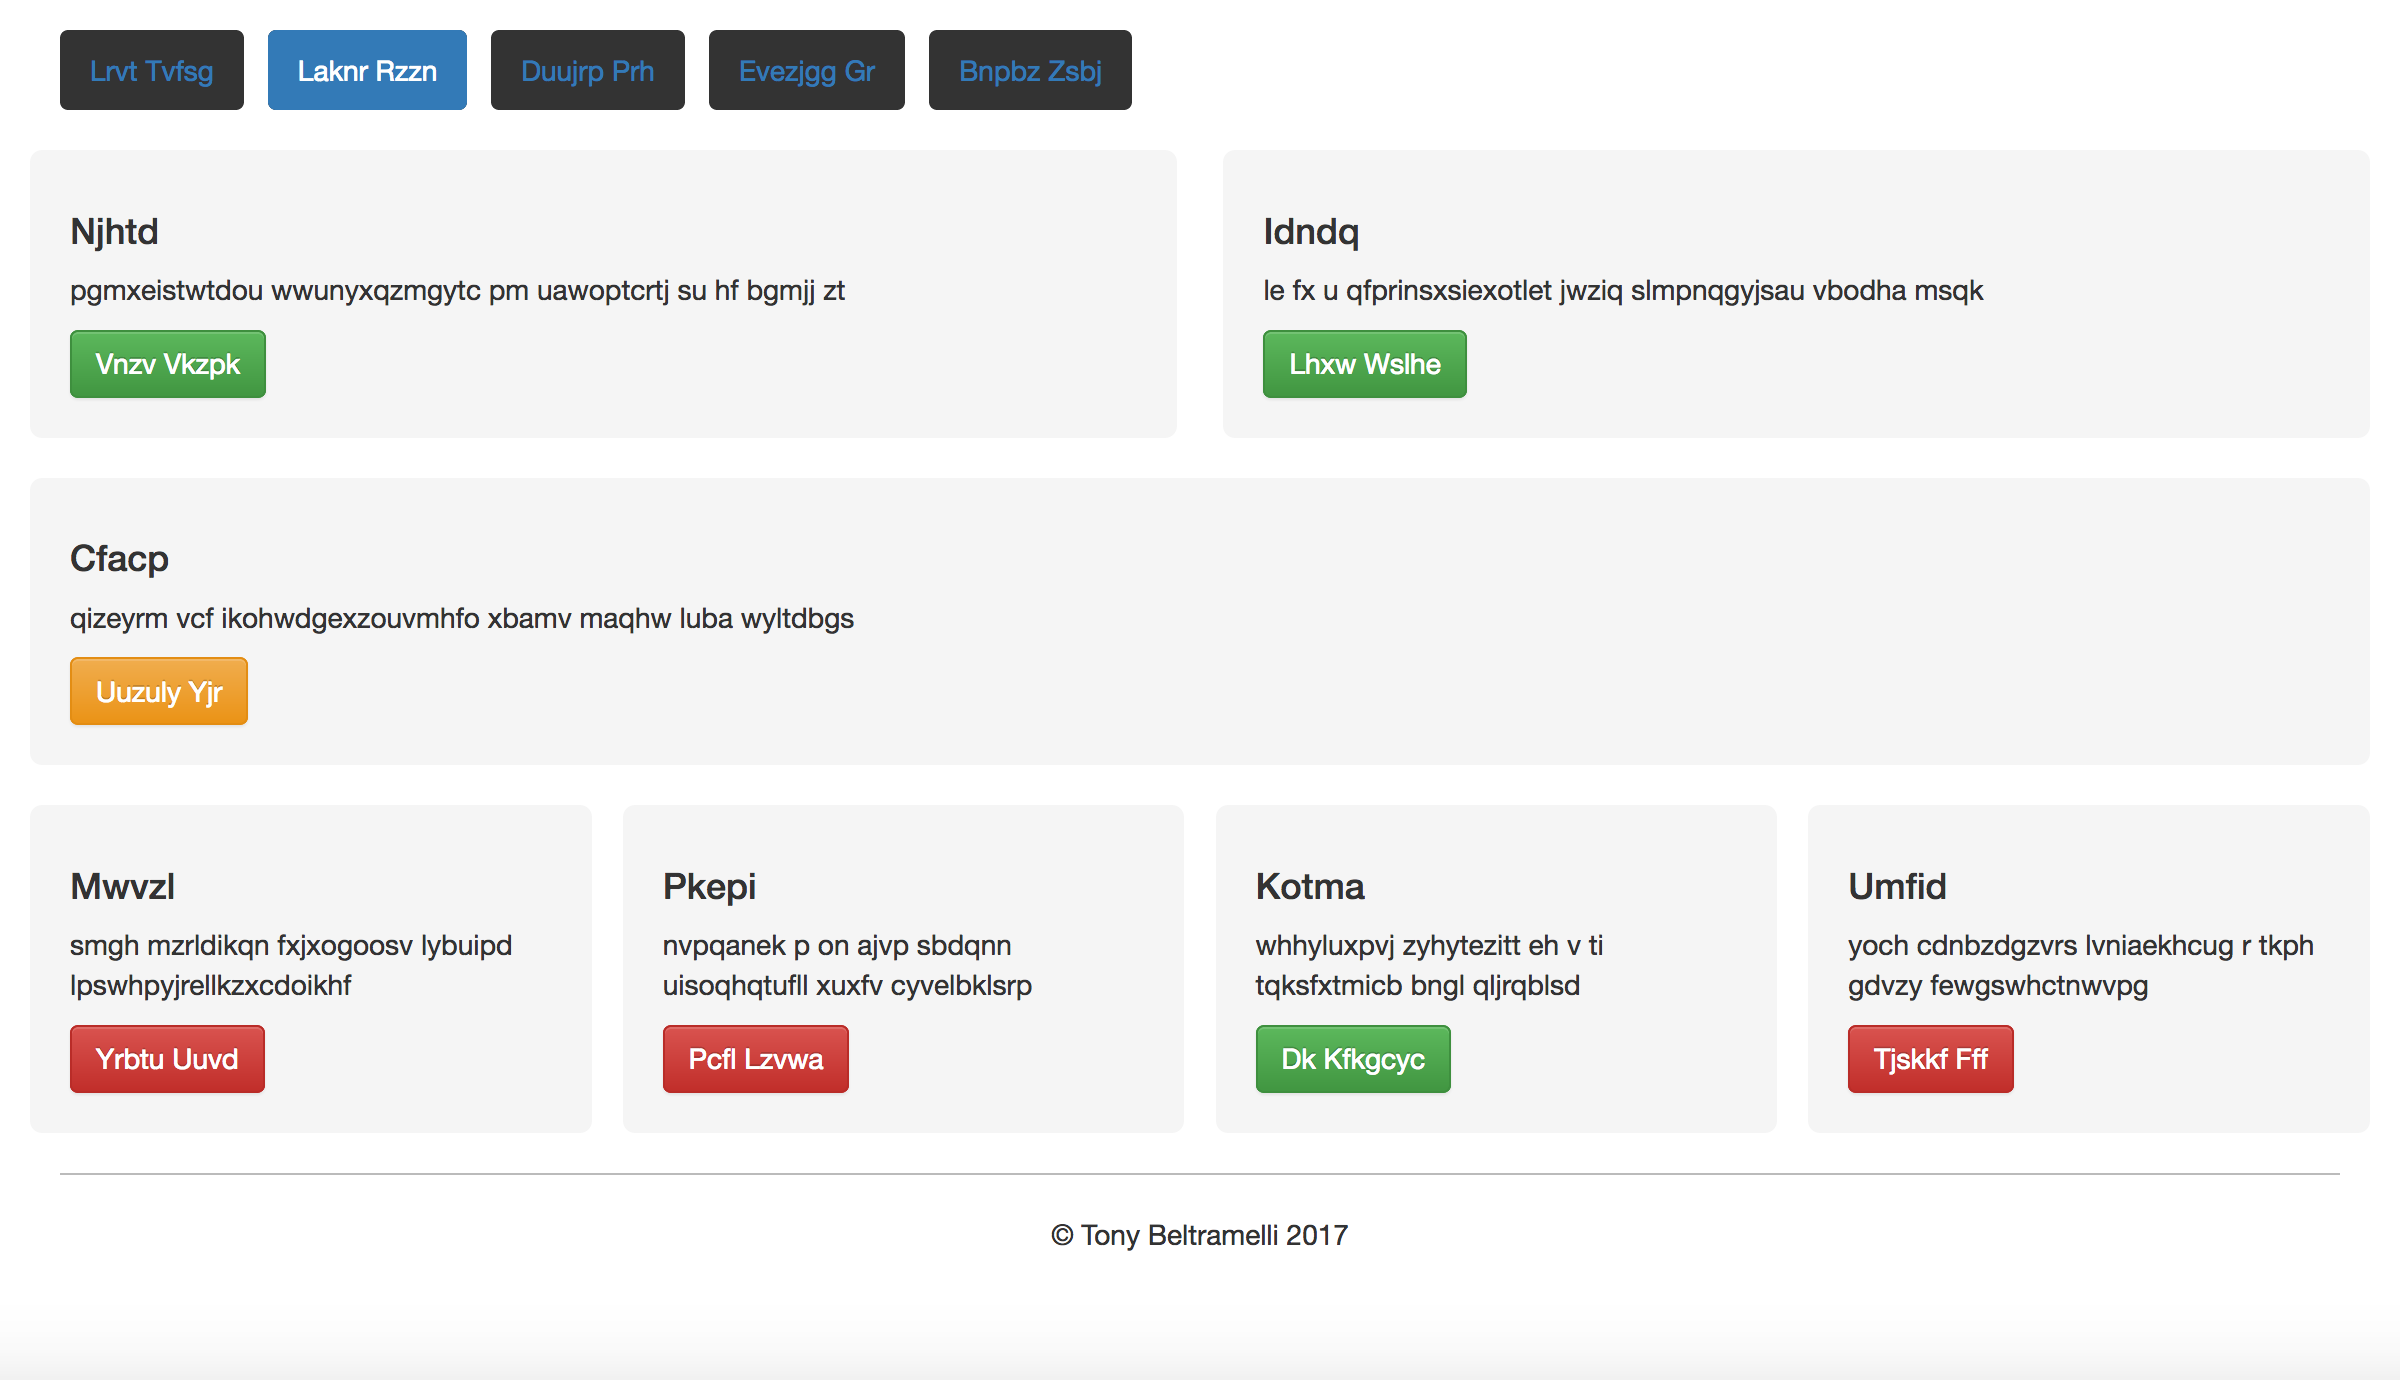 Lrvt Tvfsg
Laknr Rzzn
Duujrp Prh
Evezjgg Gr
Bnpbz Zsbj
Njhtd
pgmxeistwtdou wwunyxqzmgytc pm uawoptcrtj su hf bgmjj zt
Vnzv Vkzpk
Idndq
le fx u qfprinsxsiexotlet jwziq slmpnqgyjsau vbodha msqk
Lhxw Wslhe
Cfacp
qizeyrm vcf ikohwdgexzouvmhfo xbamv maqhw luba wyltdbgs
Uuzuly Yjr
Mwvzl
smgh mzrldikqn fxjxogoosv lybuipd
lpswhpyjrellkzxcdoikhf
Yrbtu Uuvd
Pkepi
nvpqanek p on ajvp sbdqnn
uisoqhqtufll xuxfv cyvelbklsrp
Pcfl Lzvwa
Kotma
whhyluxpvj zyhytezitt eh v ti
tqksfxtmicb bngl qljrqblsd
Dk Kfkgcyc
Umfid
yoch cdnbzdgzvrs lvniaekhcug r tkph
gdvzy fewgswhctnwvpg
Tjskkf Fff
© Tony Beltramelli 2017